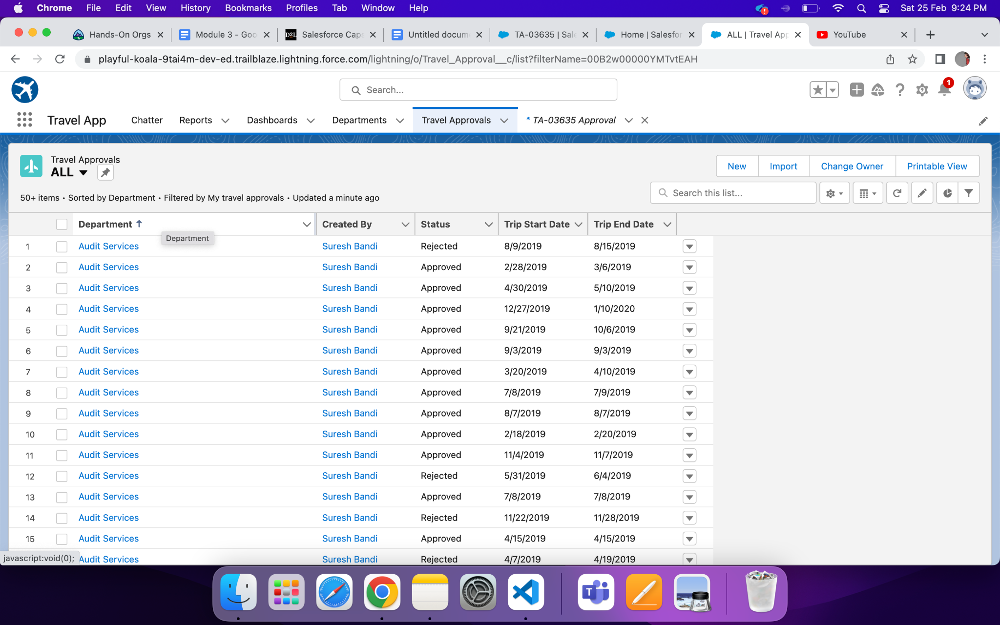 Chrome File Edit View History Bookmarks Profiles Tab Window Help Sat 25 Feb 9:24 PM
Hands-On Orgs Module 3 - Goo D2L Salesforce Caps Untitled docum TA-03635 | Sale Home | Salesfor ALL | Travel App YouTube
playful-koala-9tai4m-dev-ed.trailblaze.lightning.force.com/lightning/o/Travel_Approval__c/list?filterName=00B2w00000YMTvtEAH
Search...
1
Travel App Chatter Reports Dashboards Departments Travel Approvals * TA-03635 Approval
Travel Approvals
ALL
New Import Change Owner Printable View
50+ items • Sorted by Department • Filtered by My travel approvals • Updated a minute ago
Search this list...
Department Created By Status Trip Start Date Trip End Date
Department
1 Audit Services Suresh Bandi Rejected 8/9/2019 8/15/2019
2 Audit Services Suresh Bandi Approved 2/28/2019 3/6/2019
3 Audit Services Suresh Bandi Approved 4/30/2019 5/10/2019
4 Audit Services Suresh Bandi Approved 12/27/2019 1/10/2020
5 Audit Services Suresh Bandi Approved 9/21/2019 10/6/2019
6 Audit Services Suresh Bandi Approved 9/3/2019 9/3/2019
7 Audit Services Suresh Bandi Approved 3/20/2019 4/10/2019
8 Audit Services Suresh Bandi Approved 7/8/2019 7/9/2019
9 Audit Services Suresh Bandi Approved 8/7/2019 8/7/2019
10 Audit Services Suresh Bandi Approved 2/18/2019 2/20/2019
11 Audit Services Suresh Bandi Approved 11/4/2019 11/7/2019
12 Audit Services Suresh Bandi Rejected 5/31/2019 6/4/2019
13 Audit Services Suresh Bandi Approved 7/8/2019 7/8/2019
14 Audit Services Suresh Bandi Rejected 11/22/2019 11/28/2019
15 Audit Services Suresh Bandi Approved 4/15/2019 4/15/2019
javascript:void(0); Audit Services Suresh Bandi Rejected 4/7/2019 4/19/2019
T